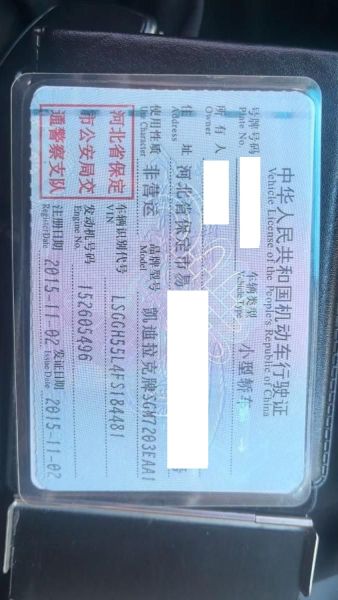 中华人民共和国机动车行驶证
Vehicle License of the People's Republic of China
号牌号码
Plate No.
车辆类型 小型轿车
Vehicle Type
所有人
Owner
住址 河北省保定市易
Address
使用性质 非营运
Use Character
品牌型号 凯迪拉克牌SGM7203EAA1
Model
河北省保定
市公安局交
通警察支队
车辆识别代号 LSGGH55L4FS184481
VIN
发动机号码 152605496
Engine No.
注册日期 2015-11-02
Register Date
发证日期 2015-11-02
Issue Date